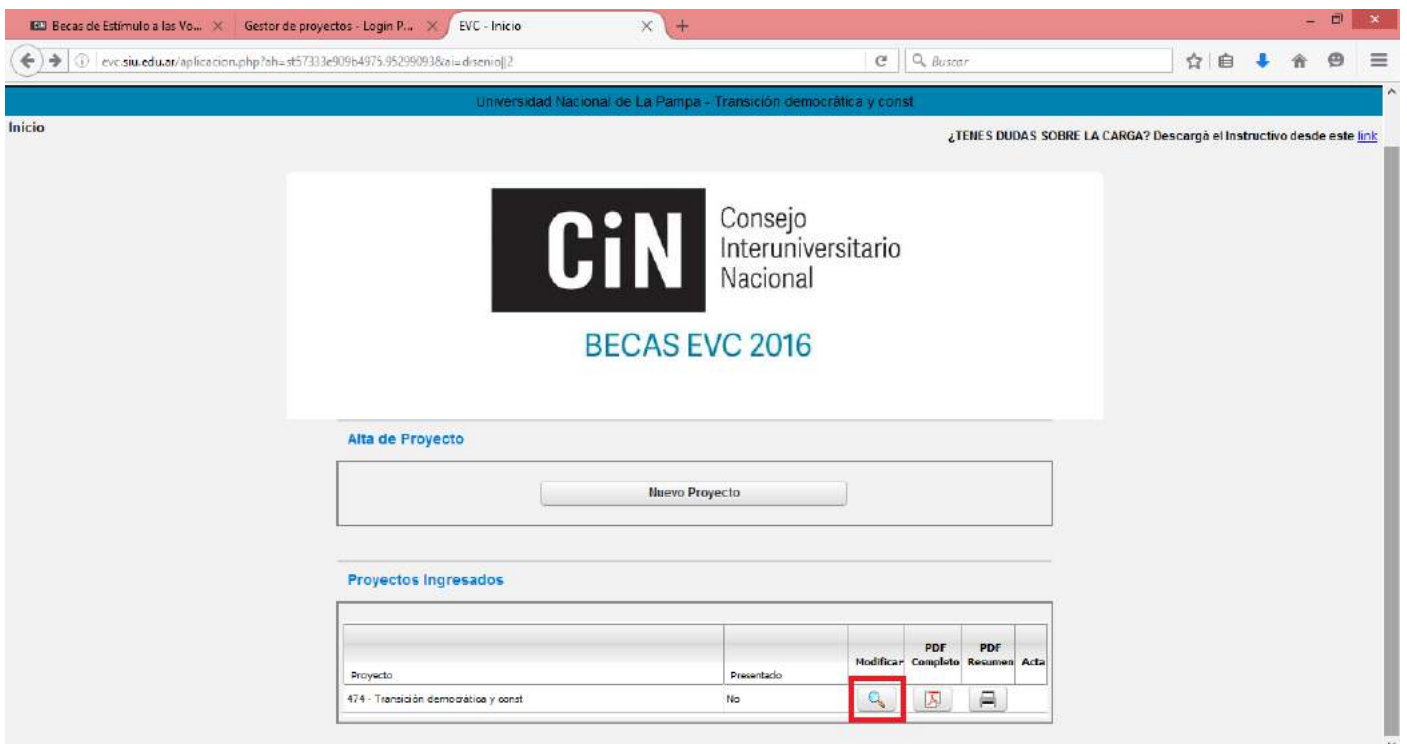 Becas de Estímulo a las Vo...
Gestor de proyectos - Login P...
EVC - Inicio
evc.siu.edu.ar/aplicacion.php?ah=st57333e909b4975.95299093&ai=disenio||2
Buscar
Universidad Nacional de La Pampa - Transición democrática y const
Inicio
¿TENES DUDAS SOBRE LA CARGA? Descargá el Instructivo desde este link
CiN
Consejo
Interuniversitario
Nacional
BECAS EVC 2016
Alta de Proyecto
Nuevo Proyecto
Proyectos Ingresados
Proyecto Presentado Modificar PDF Completo PDF Resumen Acta
474 - Transición democrática y const No